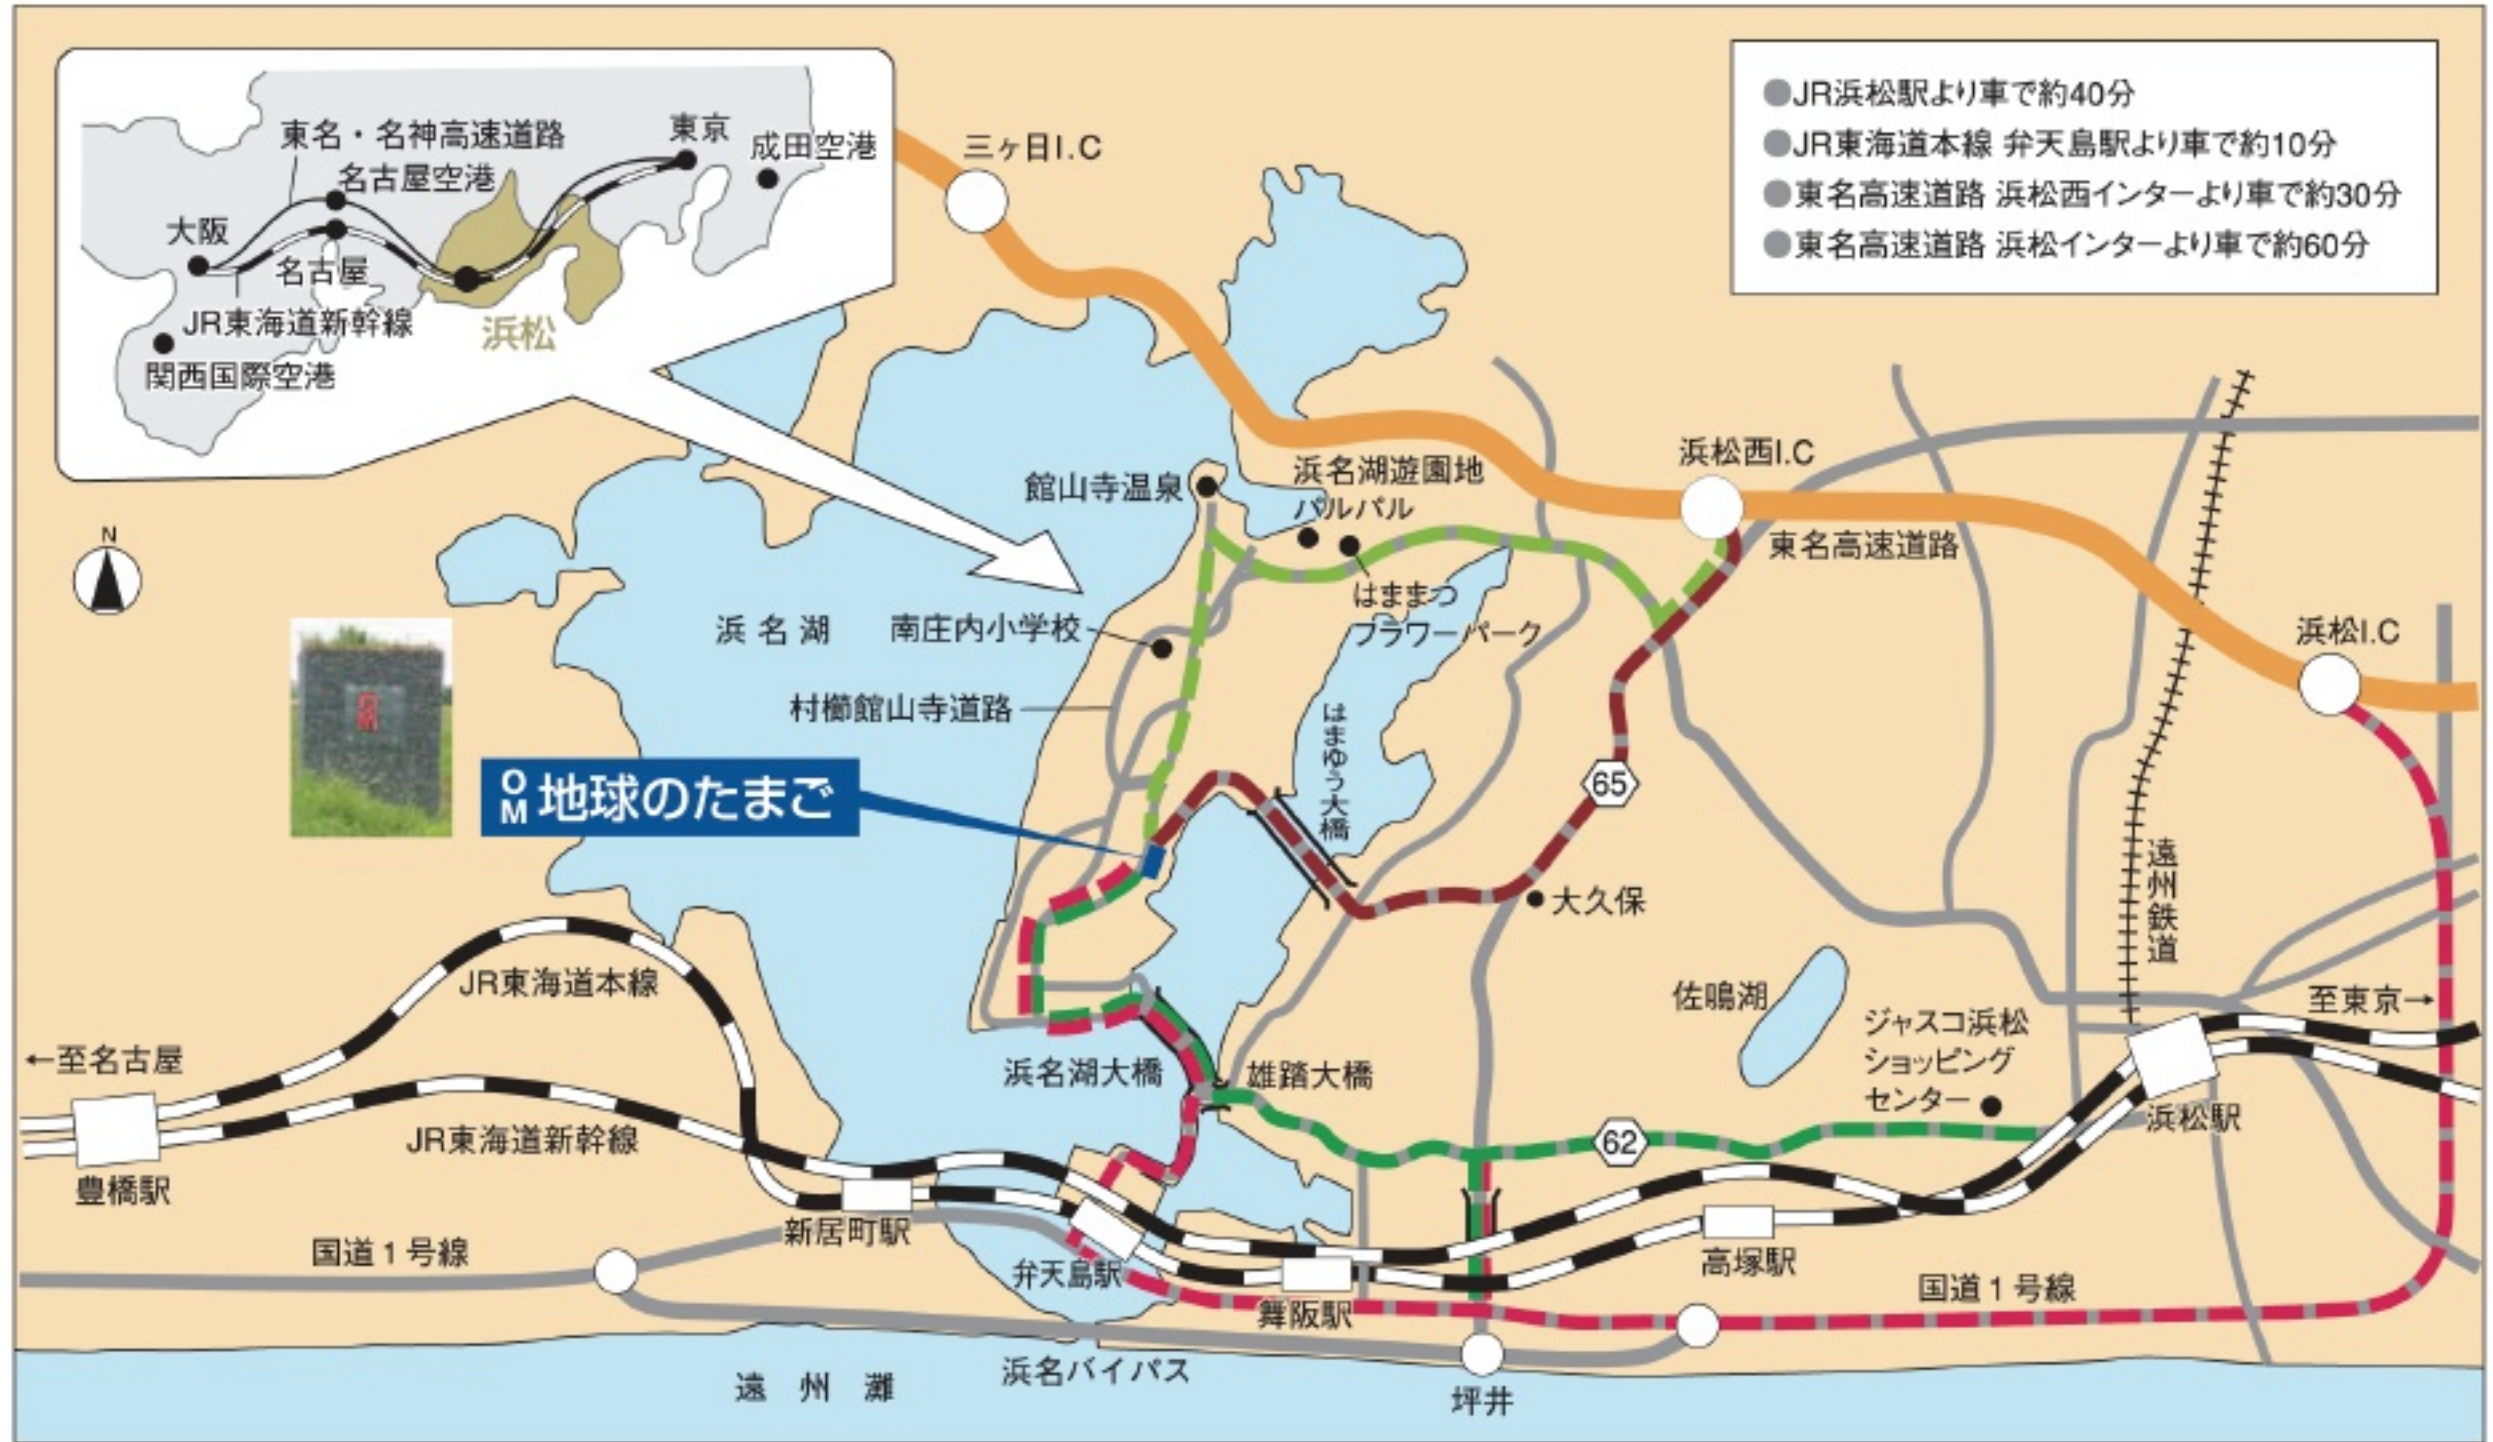 東名・名神高速道路
名古屋空港
東京
成田空港
大阪
名古屋
JR東海道新幹線
浜松
関西国際空港
三ヶ日I.C
●JR浜松駅より車で約40分
●JR東海道本線 弁天島駅より車で約10分
●東名高速道路 浜松西インターより車で約30分
●東名高速道路 浜松インターより車で約60分
N
館山寺温泉
浜名湖遊園地
パルパル
浜松西I.C
東名高速道路
はままつ
フラワーパーク
浜名湖
南庄内小学校
浜松I.C
村櫛館山寺道路
はまゆう大橋
OM 地球のたまご
65
大久保
遠州鉄道
JR東海道本線
佐鳴湖
至東京→
ジャスコ浜松
ショッピング
センター
←至名古屋
浜名湖大橋
雄踏大橋
浜松駅
JR東海道新幹線
62
豊橋駅
新居町駅
国道1号線
弁天島駅
高塚駅
舞阪駅
国道1号線
浜名バイパス
遠州灘
坪井